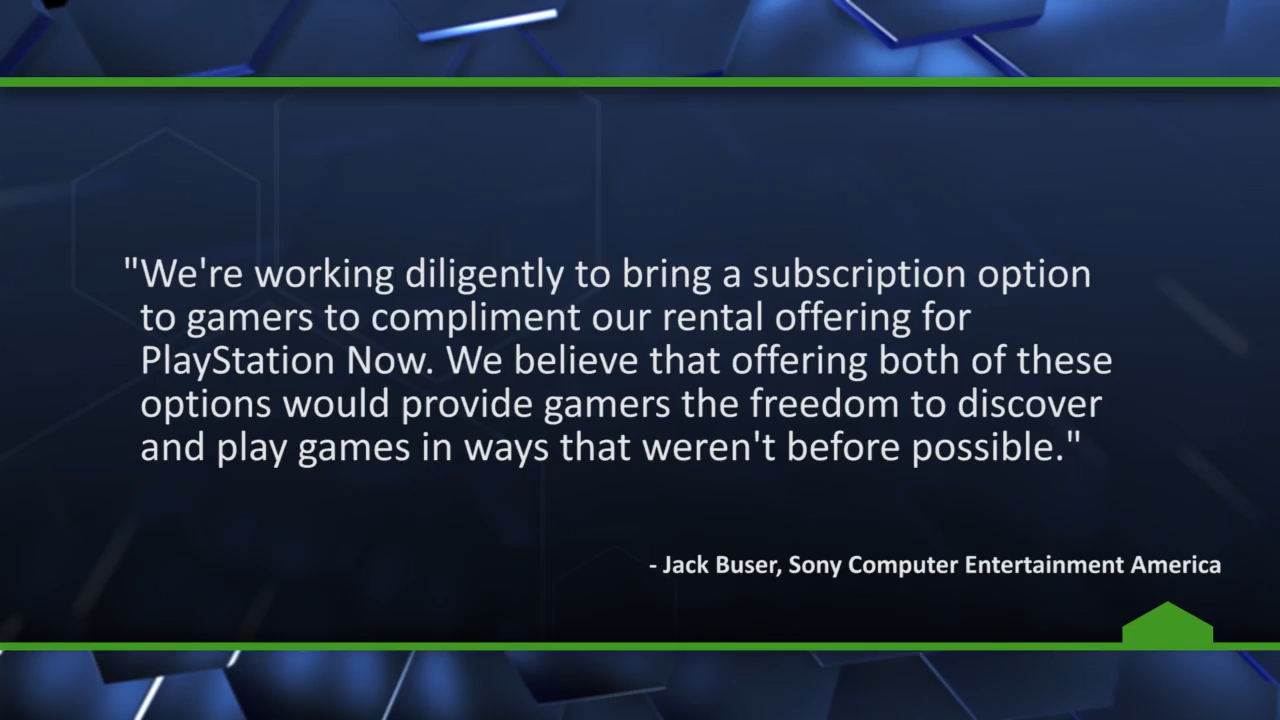 "We're working diligently to bring a subscription option
to gamers to compliment our rental offering for
PlayStation Now. We believe that offering both of these
options would provide gamers the freedom to discover
and play games in ways that weren't before possible."
- Jack Buser, Sony Computer Entertainment America